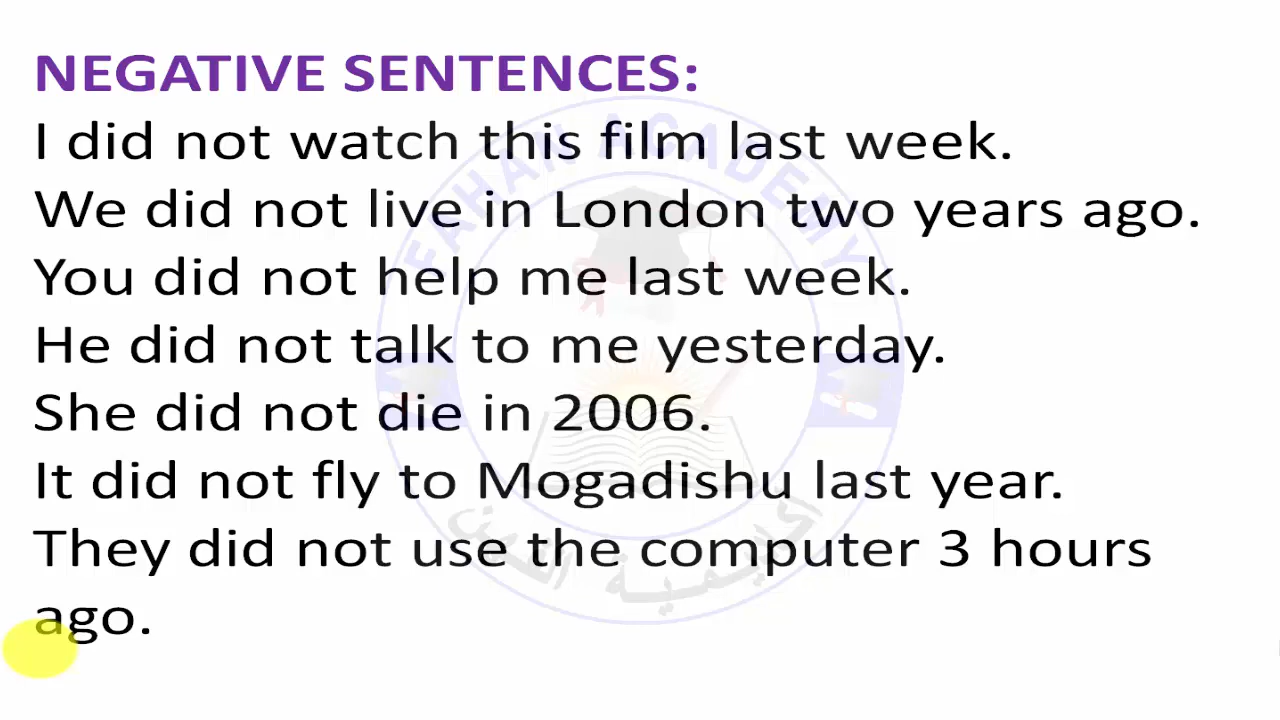 NEGATIVE SENTENCES:
I did not watch this film last week.
We did not live in London two years ago.
You did not help me last week.
He did not talk to me yesterday.
She did not die in 2006.
It did not fly to Mogadishu last year.
They did not use the computer 3 hours
ago.
FAHAN ACADEMY